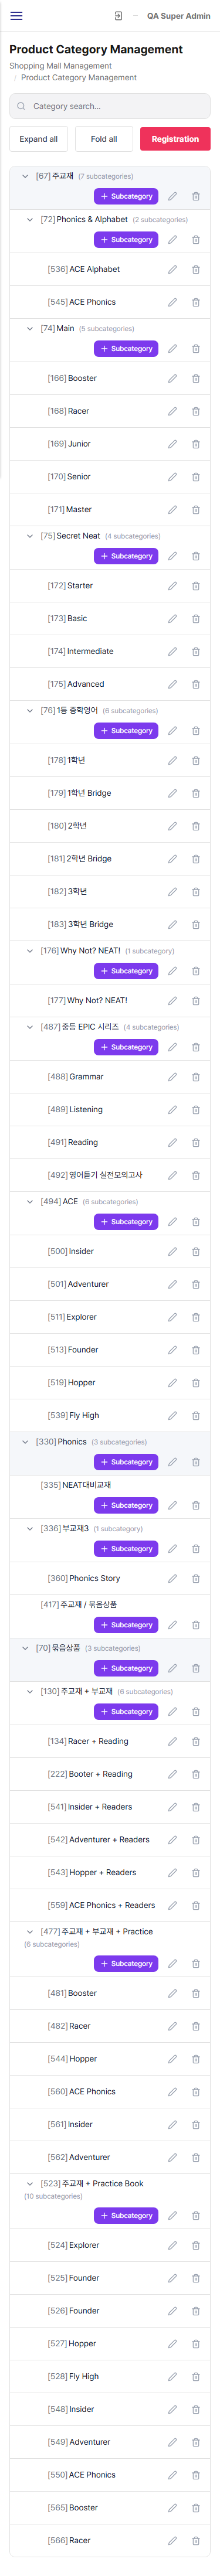 QA Super Admin
Product Category Management
Shopping Mall Management
/ Product Category Management
Category search...
Expand all Fold all Registration
[67] 주교재 (7 subcategories)
+ Subcategory
[72] Phonics & Alphabet (2 subcategories)
+ Subcategory
[536] ACE Alphabet
[545] ACE Phonics
[74] Main (5 subcategories)
+ Subcategory
[166] Booster
[168] Racer
[169] Junior
[170] Senior
[171] Master
[75] Secret Neat (4 subcategories)
+ Subcategory
[172] Starter
[173] Basic
[174] Intermediate
[175] Advanced
[76] 1등 중학영어 (6 subcategories)
+ Subcategory
[178] 1학년
[179] 1학년 Bridge
[180] 2학년
[181] 2학년 Bridge
[182] 3학년
[183] 3학년 Bridge
[176] Why Not? NEAT! (1 subcategory)
+ Subcategory
[177] Why Not? NEAT!
[487] 중등 EPIC 시리즈 (4 subcategories)
+ Subcategory
[488] Grammar
[489] Listening
[491] Reading
[492] 영어듣기 실전모의고사
[494] ACE (6 subcategories)
+ Subcategory
[500] Insider
[501] Adventurer
[511] Explorer
[513] Founder
[519] Hopper
[539] Fly High
[330] Phonics (3 subcategories)
+ Subcategory
[335] NEAT대비교재
+ Subcategory
[336] 부교재3 (1 subcategory)
+ Subcategory
[360] Phonics Story
[417] 주교재 / 묶음상품
+ Subcategory
[70] 묶음상품 (3 subcategories)
+ Subcategory
[130] 주교재 + 부교재 (6 subcategories)
+ Subcategory
[134] Racer + Reading
[222] Booter + Reading
[541] Insider + Readers
[542] Adventurer + Readers
[543] Hopper + Readers
[559] ACE Phonics + Readers
[477] 주교재 + 부교재 + Practice
(6 subcategories)
+ Subcategory
[481] Booster
[482] Racer
[544] Hopper
[560] ACE Phonics
[561] Insider
[562] Adventurer
[523] 주교재 + Practice Book
(10 subcategories)
+ Subcategory
[524] Explorer
[525] Founder
[526] Founder
[527] Hopper
[528] Fly High
[548] Insider
[549] Adventurer
[550] ACE Phonics
[565] Booster
[566] Racer